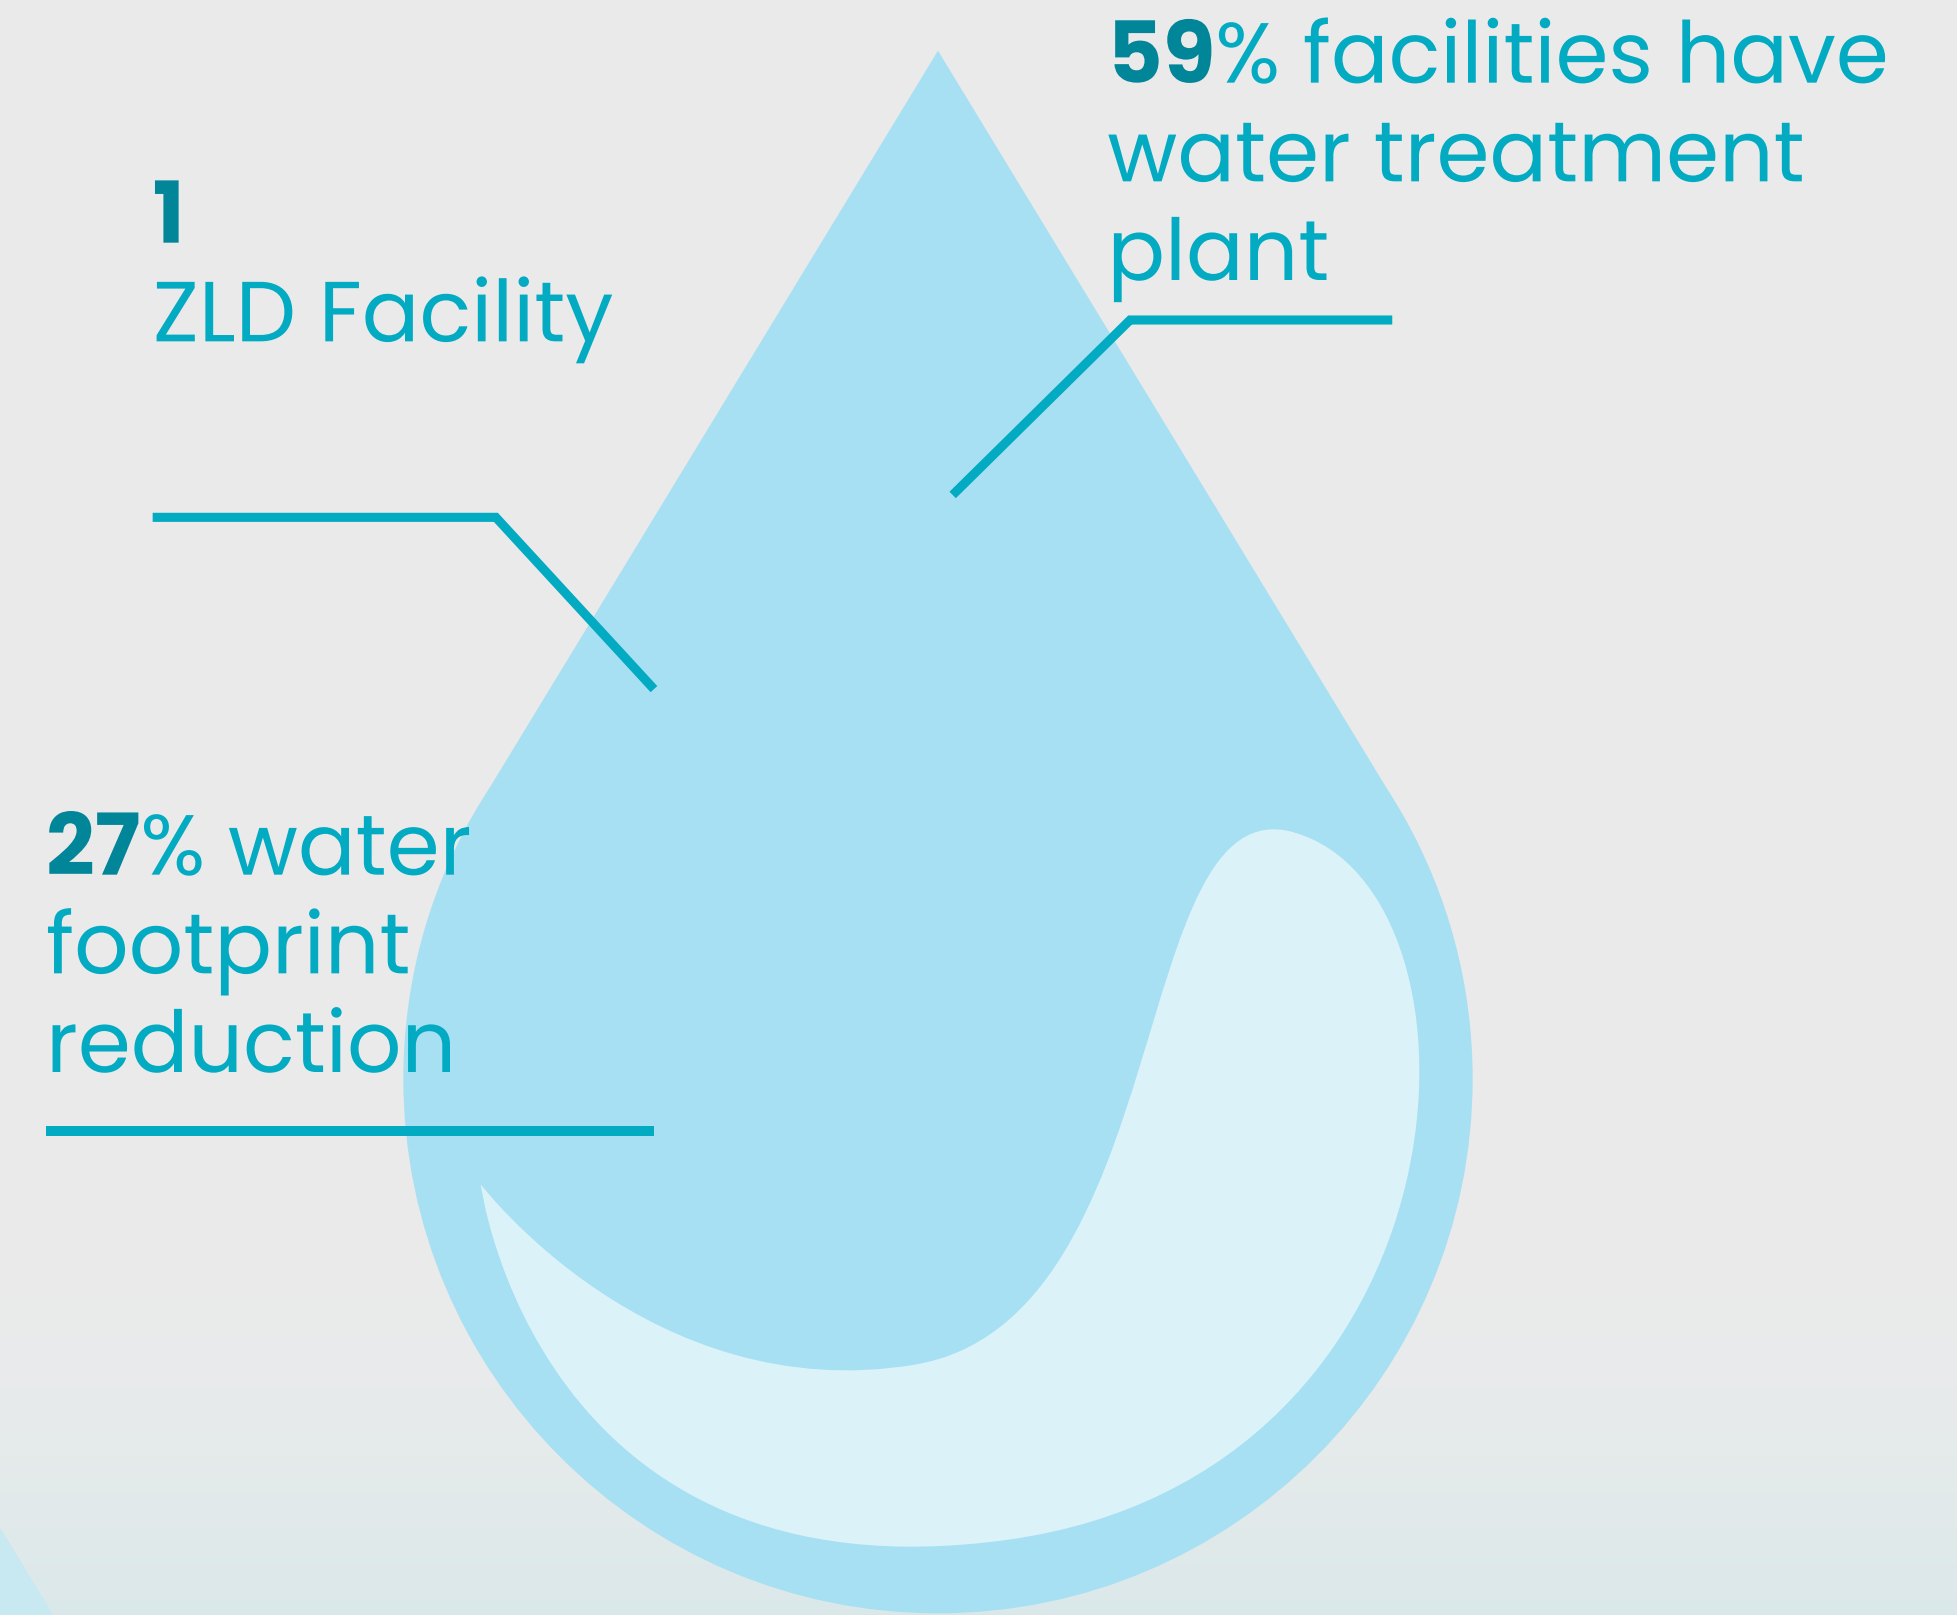 59% facilities have
water treatment
plant
1
ZLD Facility
27% water
footprint
reduction